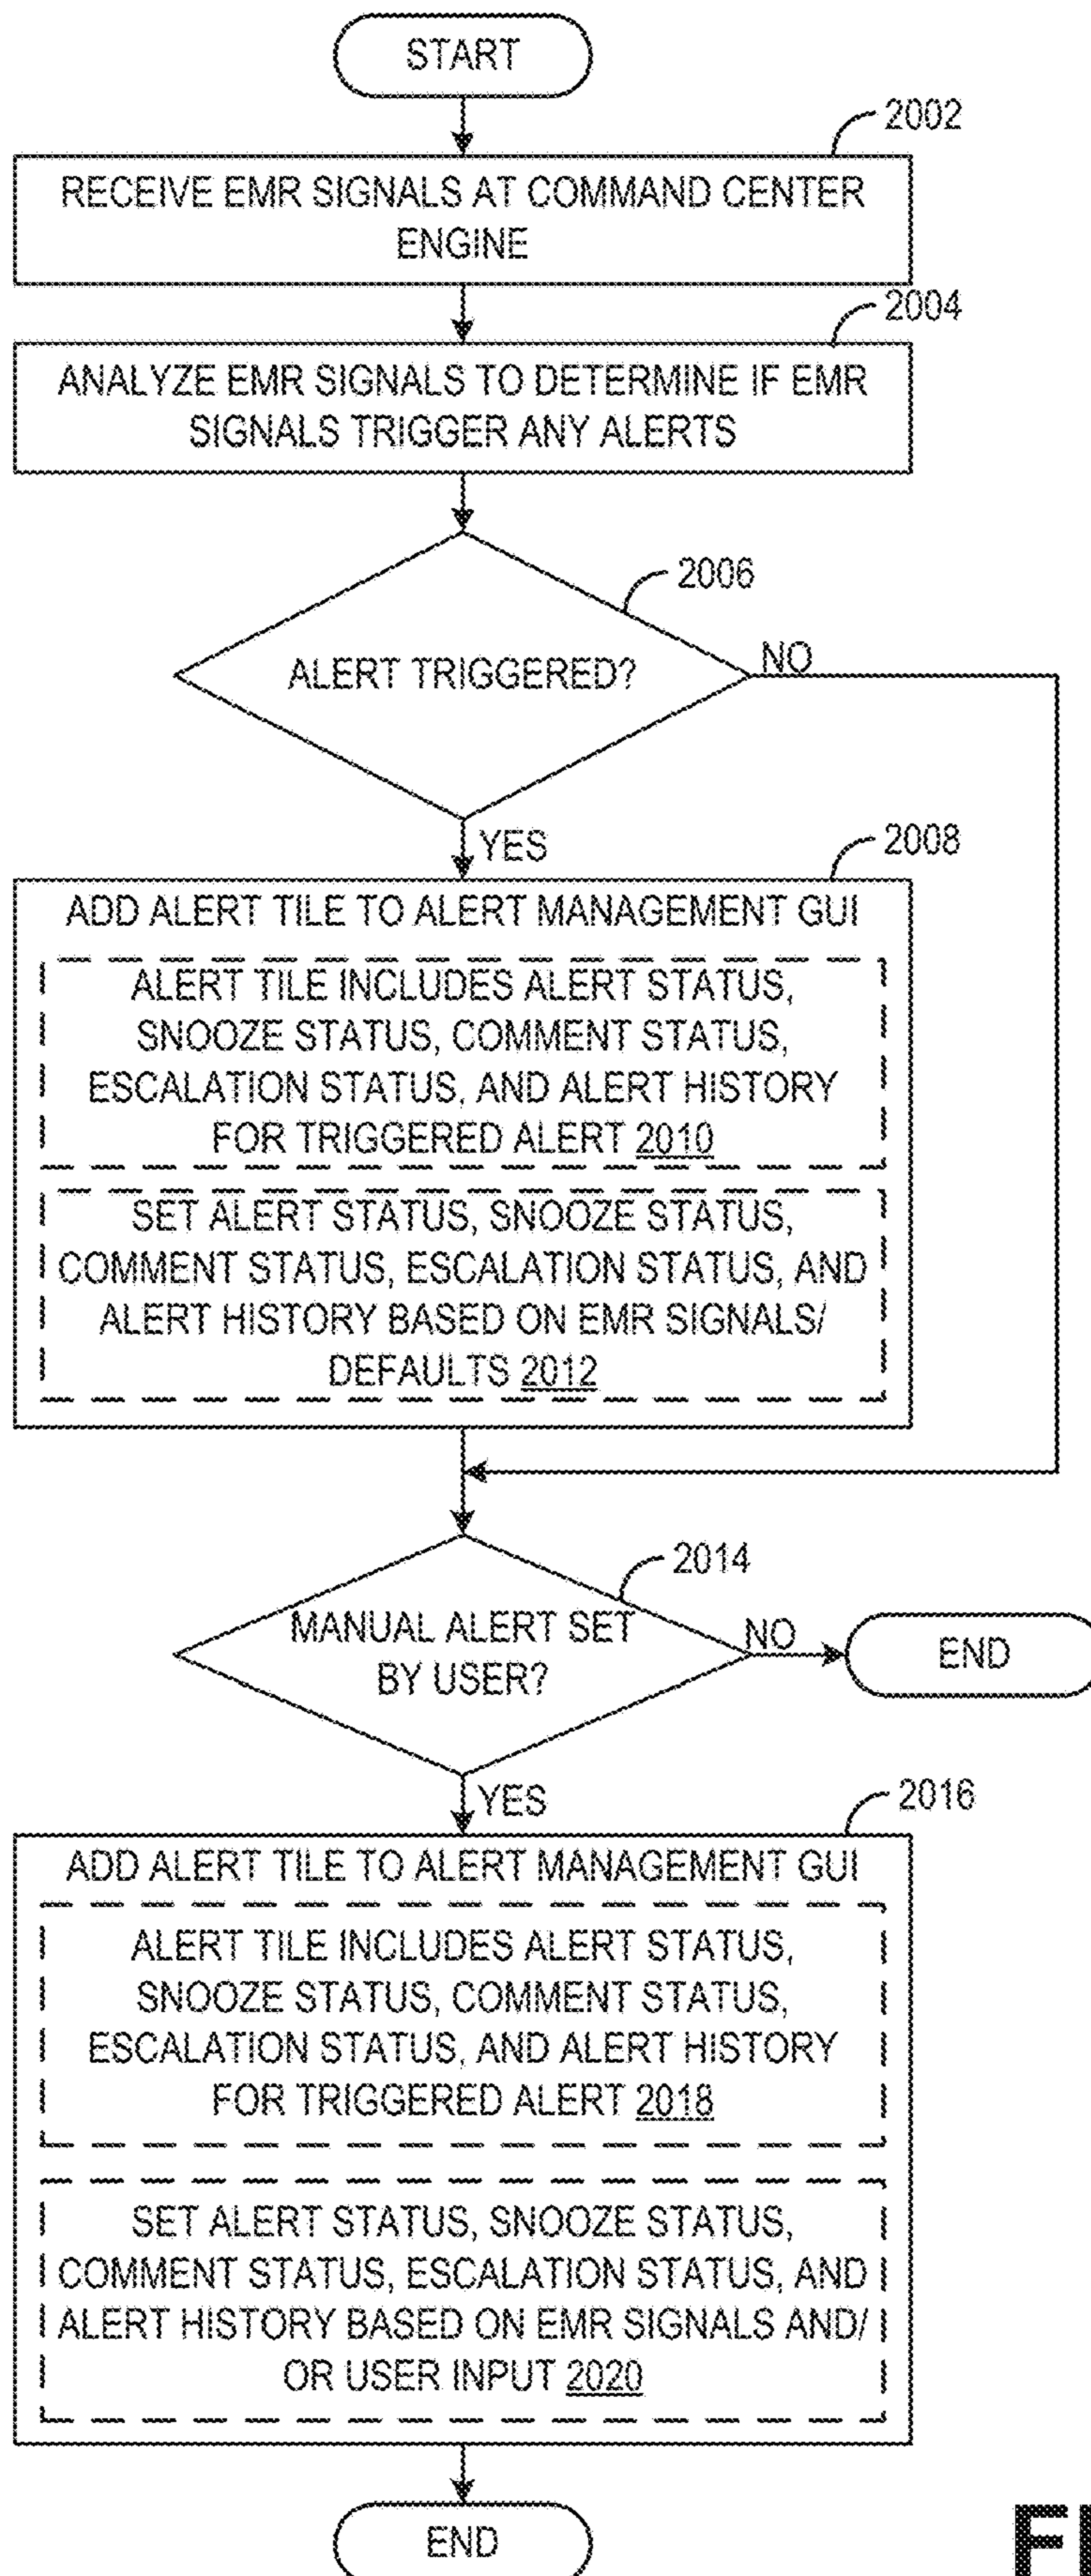 START
2002
RECEIVE EMR SIGNALS AT COMMAND CENTER
ENGINE
2004
ANALYZE EMR SIGNALS TO DETERMINE IF EMR
SIGNALS TRIGGER ANY ALERTS
2006
ALERT TRIGGERED?
NO
YES
2008
ADD ALERT TILE TO ALERT MANAGEMENT GUI
ALERT TILE INCLUDES ALERT STATUS,
SNOOZE STATUS, COMMENT STATUS,
ESCALATION STATUS, AND ALERT HISTORY
FOR TRIGGERED ALERT 2010
SET ALERT STATUS, SNOOZE STATUS,
COMMENT STATUS, ESCALATION STATUS, AND
ALERT HISTORY BASED ON EMR SIGNALS/
DEFAULTS 2012
2014
MANUAL ALERT SET
BY USER?
NO
END
YES
2016
ADD ALERT TILE TO ALERT MANAGEMENT GUI
ALERT TILE INCLUDES ALERT STATUS,
SNOOZE STATUS, COMMENT STATUS,
ESCALATION STATUS, AND ALERT HISTORY
FOR TRIGGERED ALERT 2018
SET ALERT STATUS, SNOOZE STATUS,
COMMENT STATUS, ESCALATION STATUS, AND
ALERT HISTORY BASED ON EMR SIGNALS AND/
OR USER INPUT 2020
END